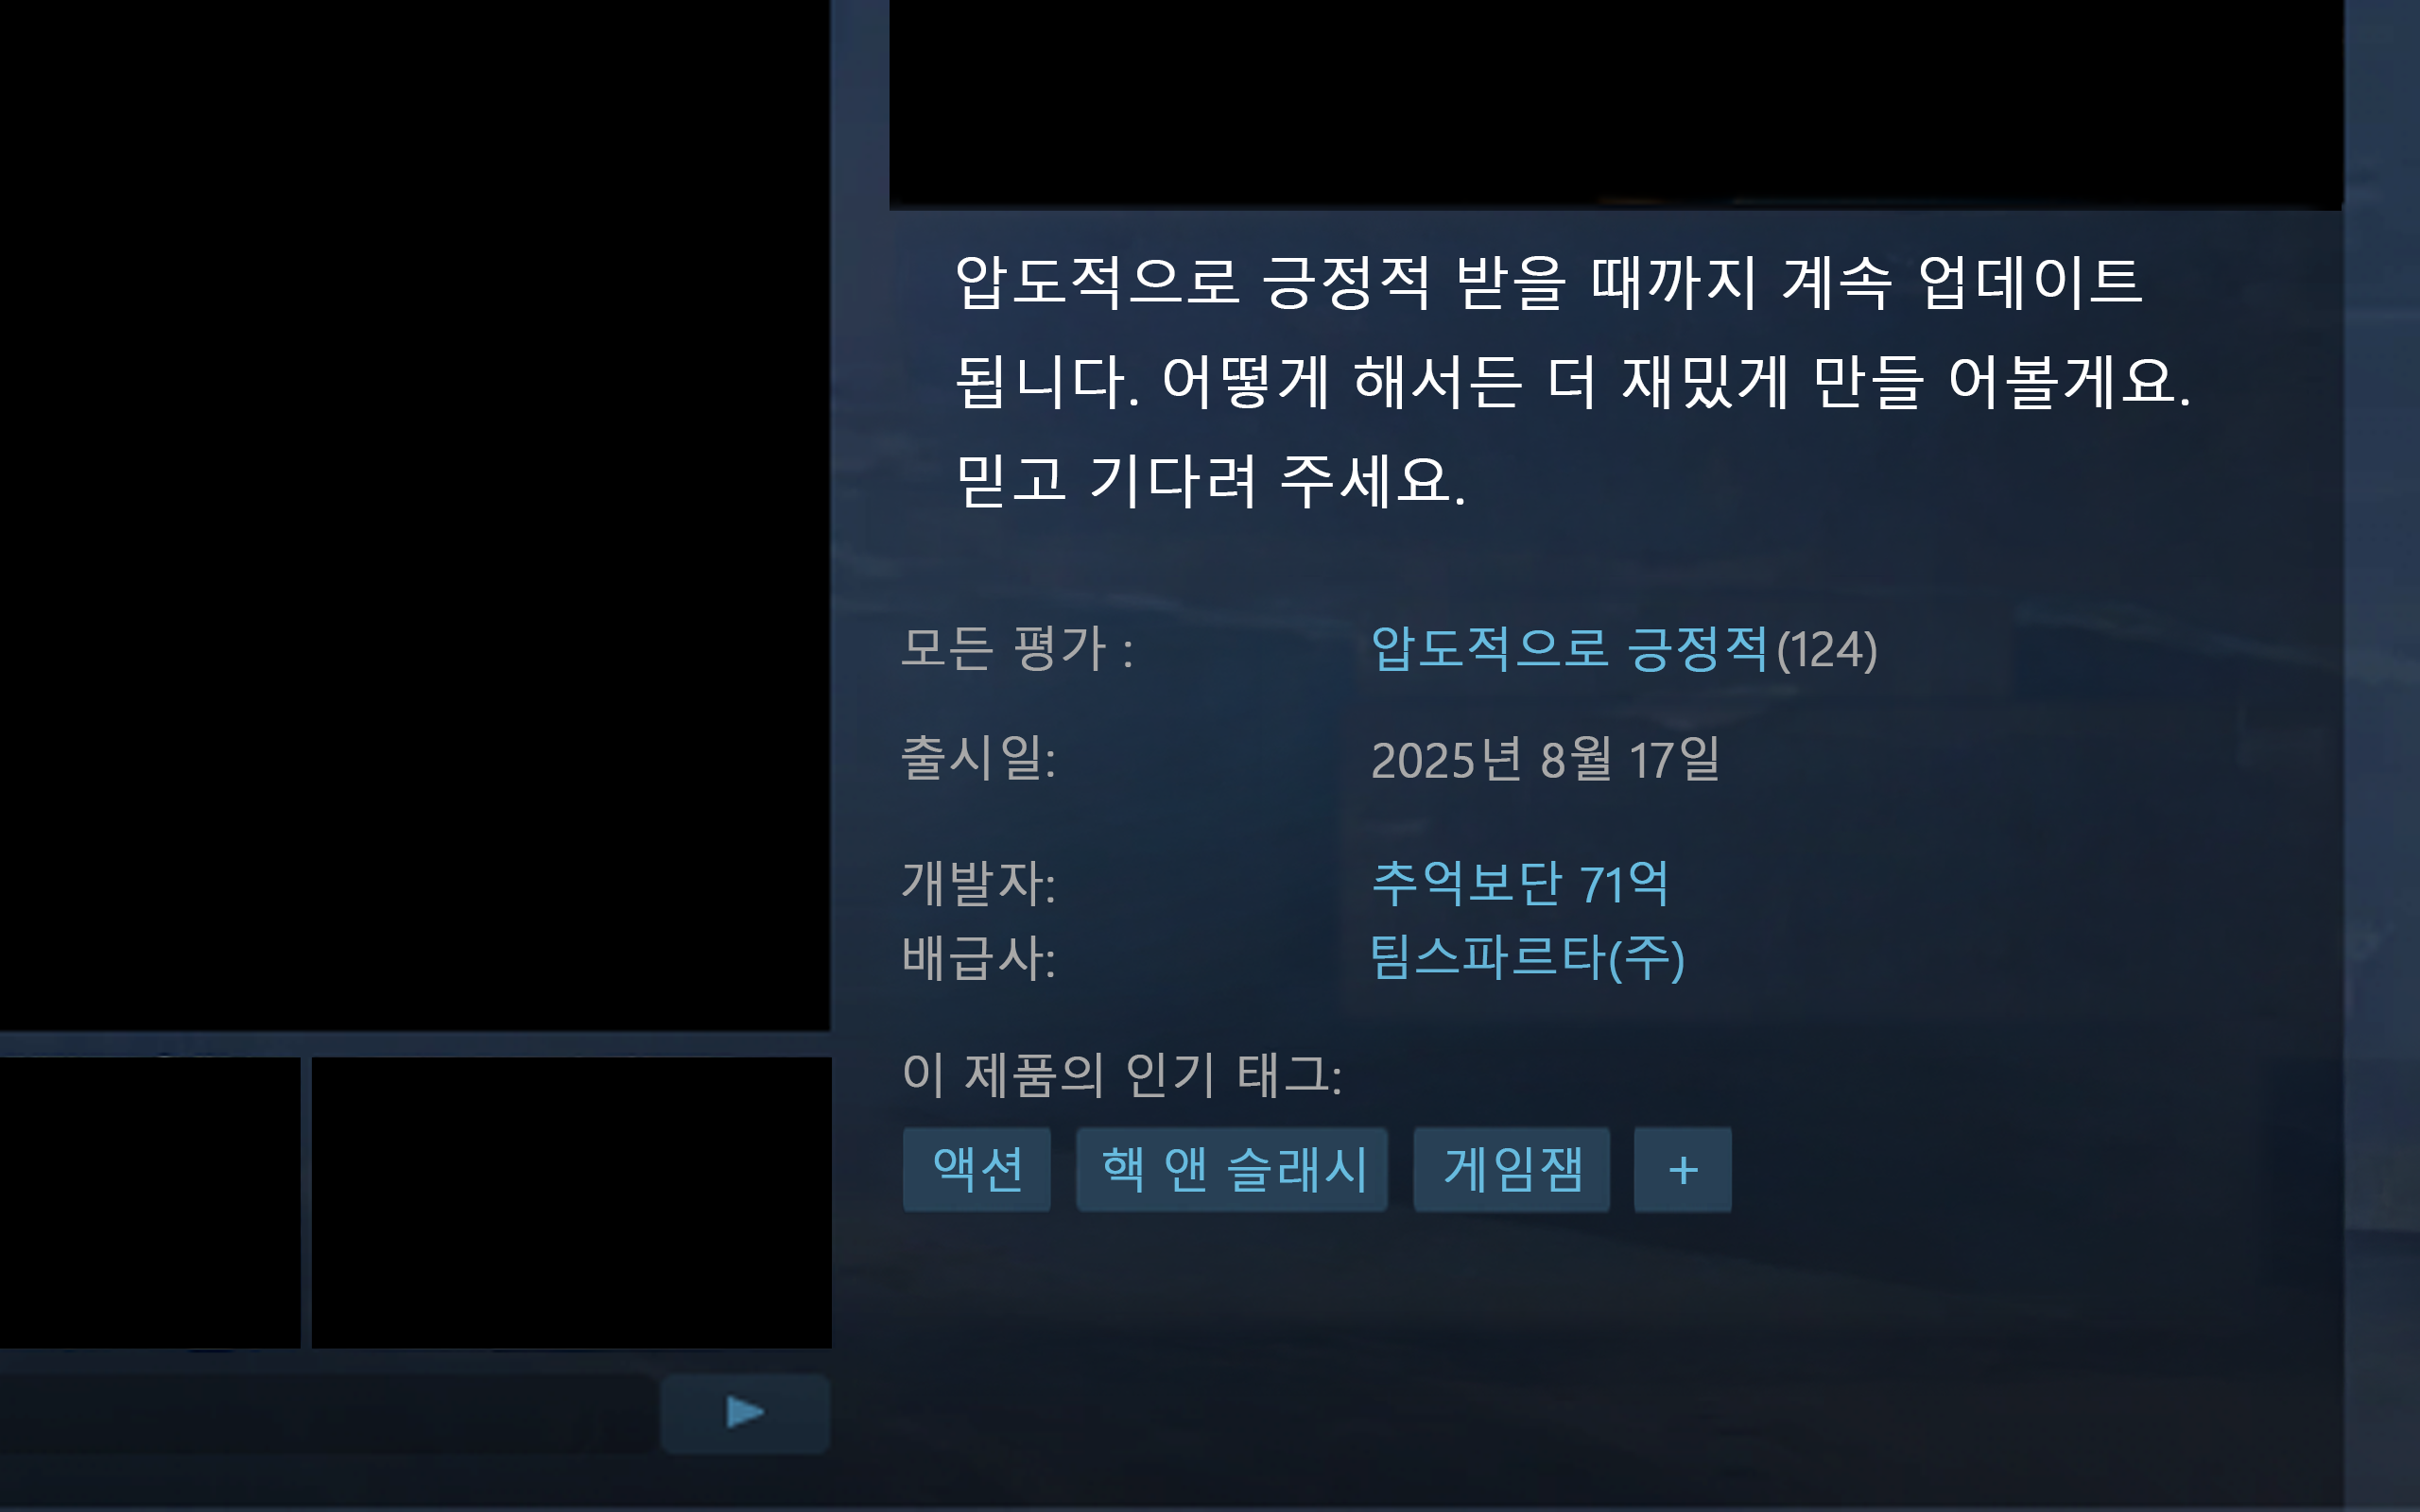 압도적으로 긍정적 받을 때까지 계속 업데이트
됩니다. 어떻게 해서든 더 재밌게 만들 어볼게요.
믿고 기다려 주세요.
모든 평가 : 압도적으로 긍정적(124)
출시일: 2025년 8월 17일
개발자: 추억보단 71억
배급사: 팀스파르타(주)
이 제품의 인기 태그:
액션 핵 앤 슬래시 게임잼 +